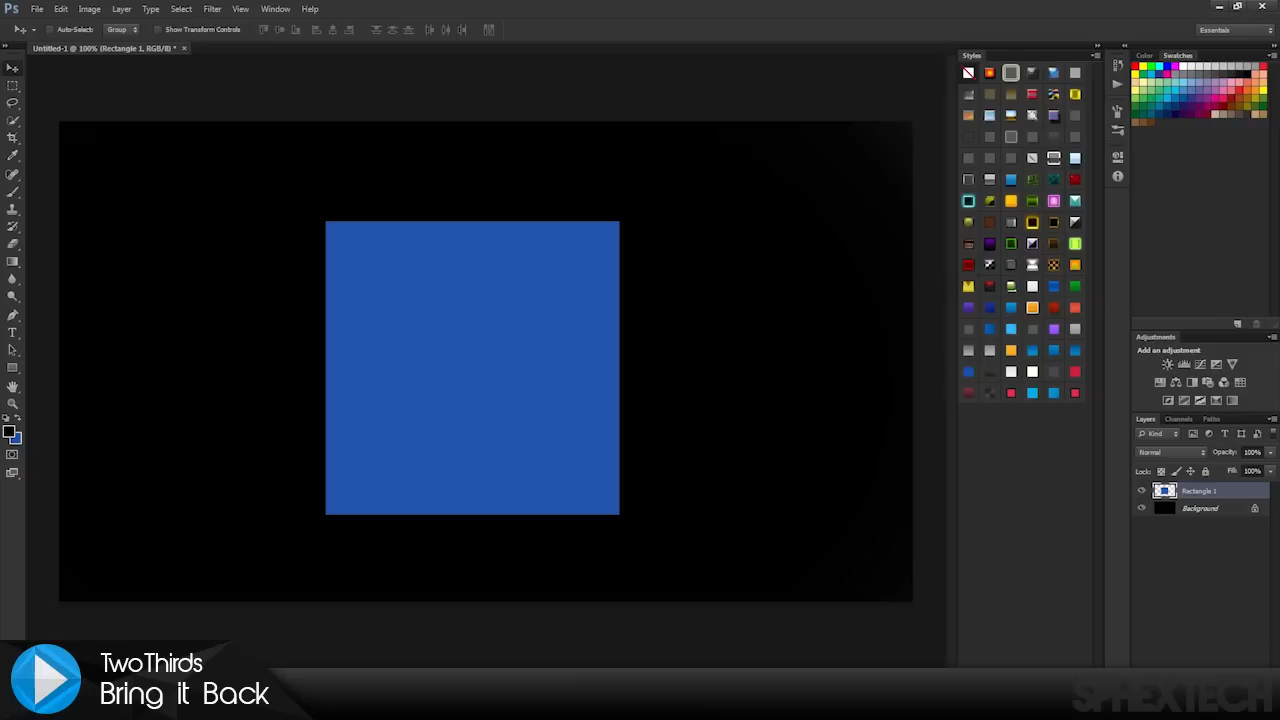 Ps File Edit Image Layer Type Select Filter View Window Help
Auto-Select: Group Show Transform Controls Essentials
Untitled-1 @ 100% (Rectangle 1, RGB/8) *
Styles
Color Swatches
Adjustments
Add an adjustment
Layers Channels Paths
Kind
Normal Opacity: 100%
Lock: Fill: 100%
Rectangle 1
Background
TwoThirds
Bring it Back
SPHEXTECH